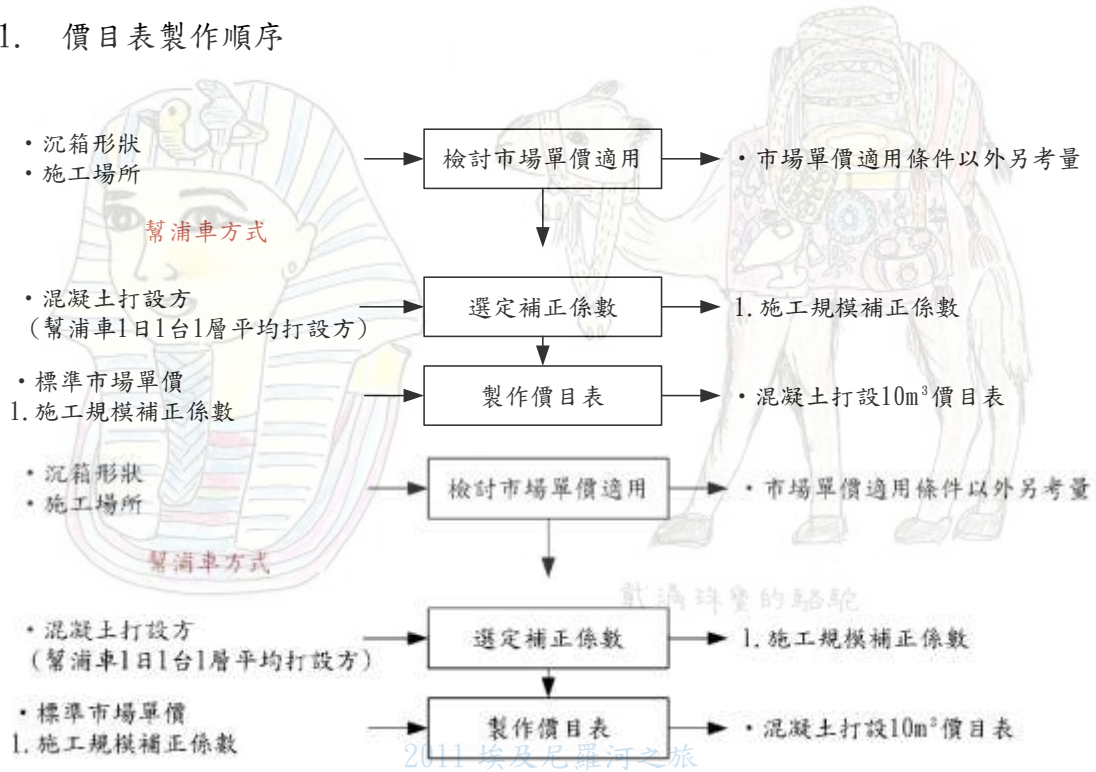 1. 價目表製作順序
・沉箱形狀
・施工場所
檢討市場單價適用
・市場單價適用條件以外另考量
幫浦車方式
・混凝土打設方
(幫浦車1日1台1層平均打設方)
選定補正係數
1.施工規模補正係數
・標準市場單價
1.施工規模補正係數
製作價目表
・混凝土打設10m³價目表
・沉箱形狀
・施工場所
檢討市場單價適用
・市場單價適用條件以外另考量
幫浦車方式
戴滿珠寶的駱駝
・混凝土打設方
(幫浦車1日1台1層平均打設方)
選定補正係數
1.施工規模補正係數
・標準市場單價
1.施工規模補正係數
製作價目表
・混凝土打設10m³價目表
2011 埃及尼羅河之旅